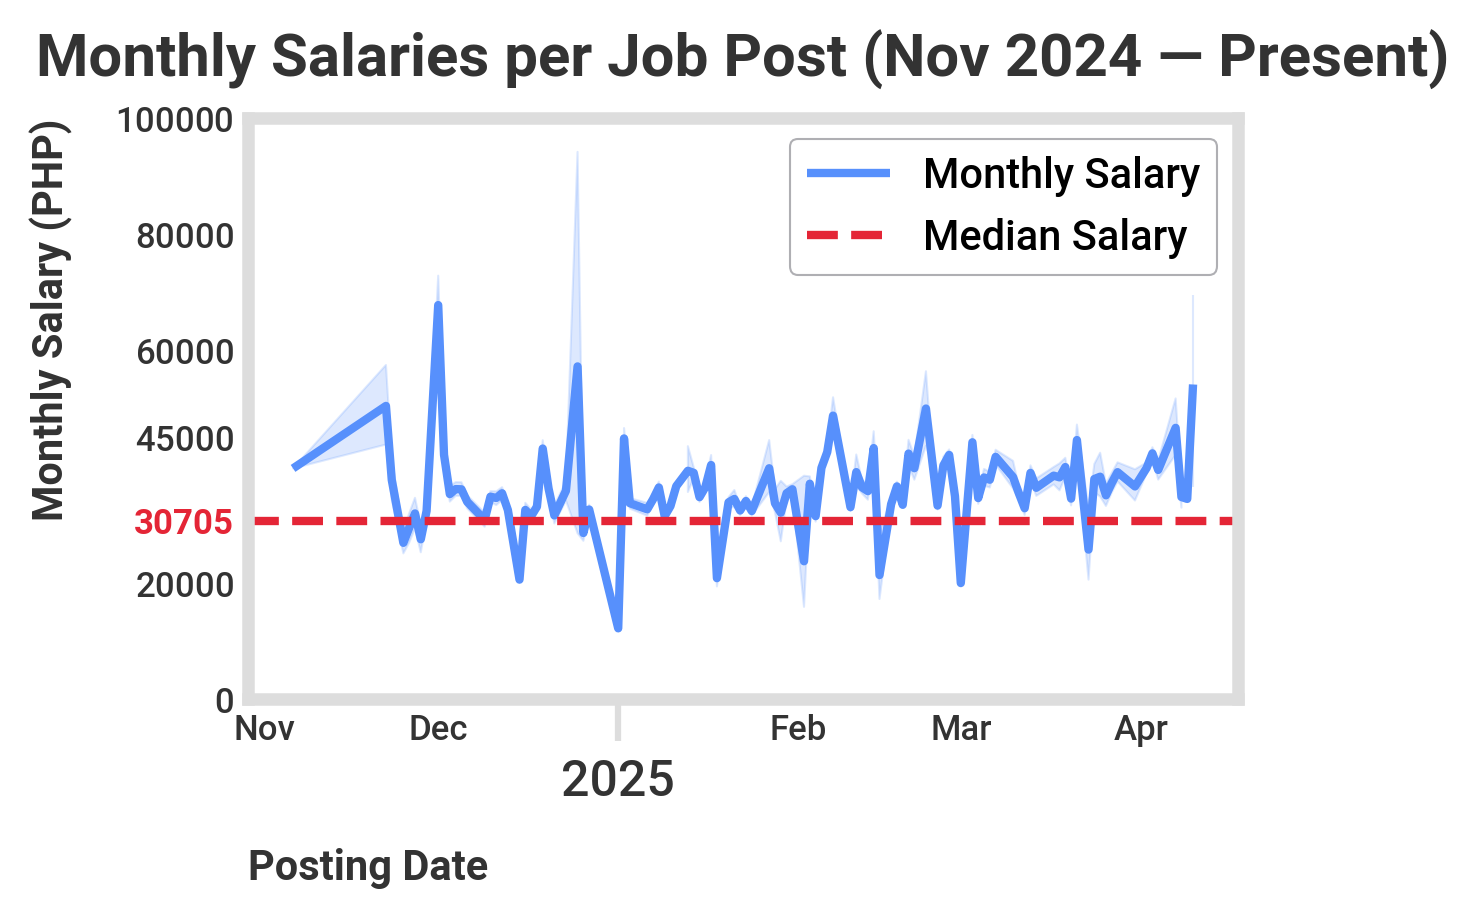 Monthly Salaries per Job Post (Nov 2024 — Present)
Monthly Salary (PHP)
100000
80000
60000
45000
30705
20000
0
Monthly Salary
Median Salary
Nov
Dec
Feb
Mar
Apr
2025
Posting Date